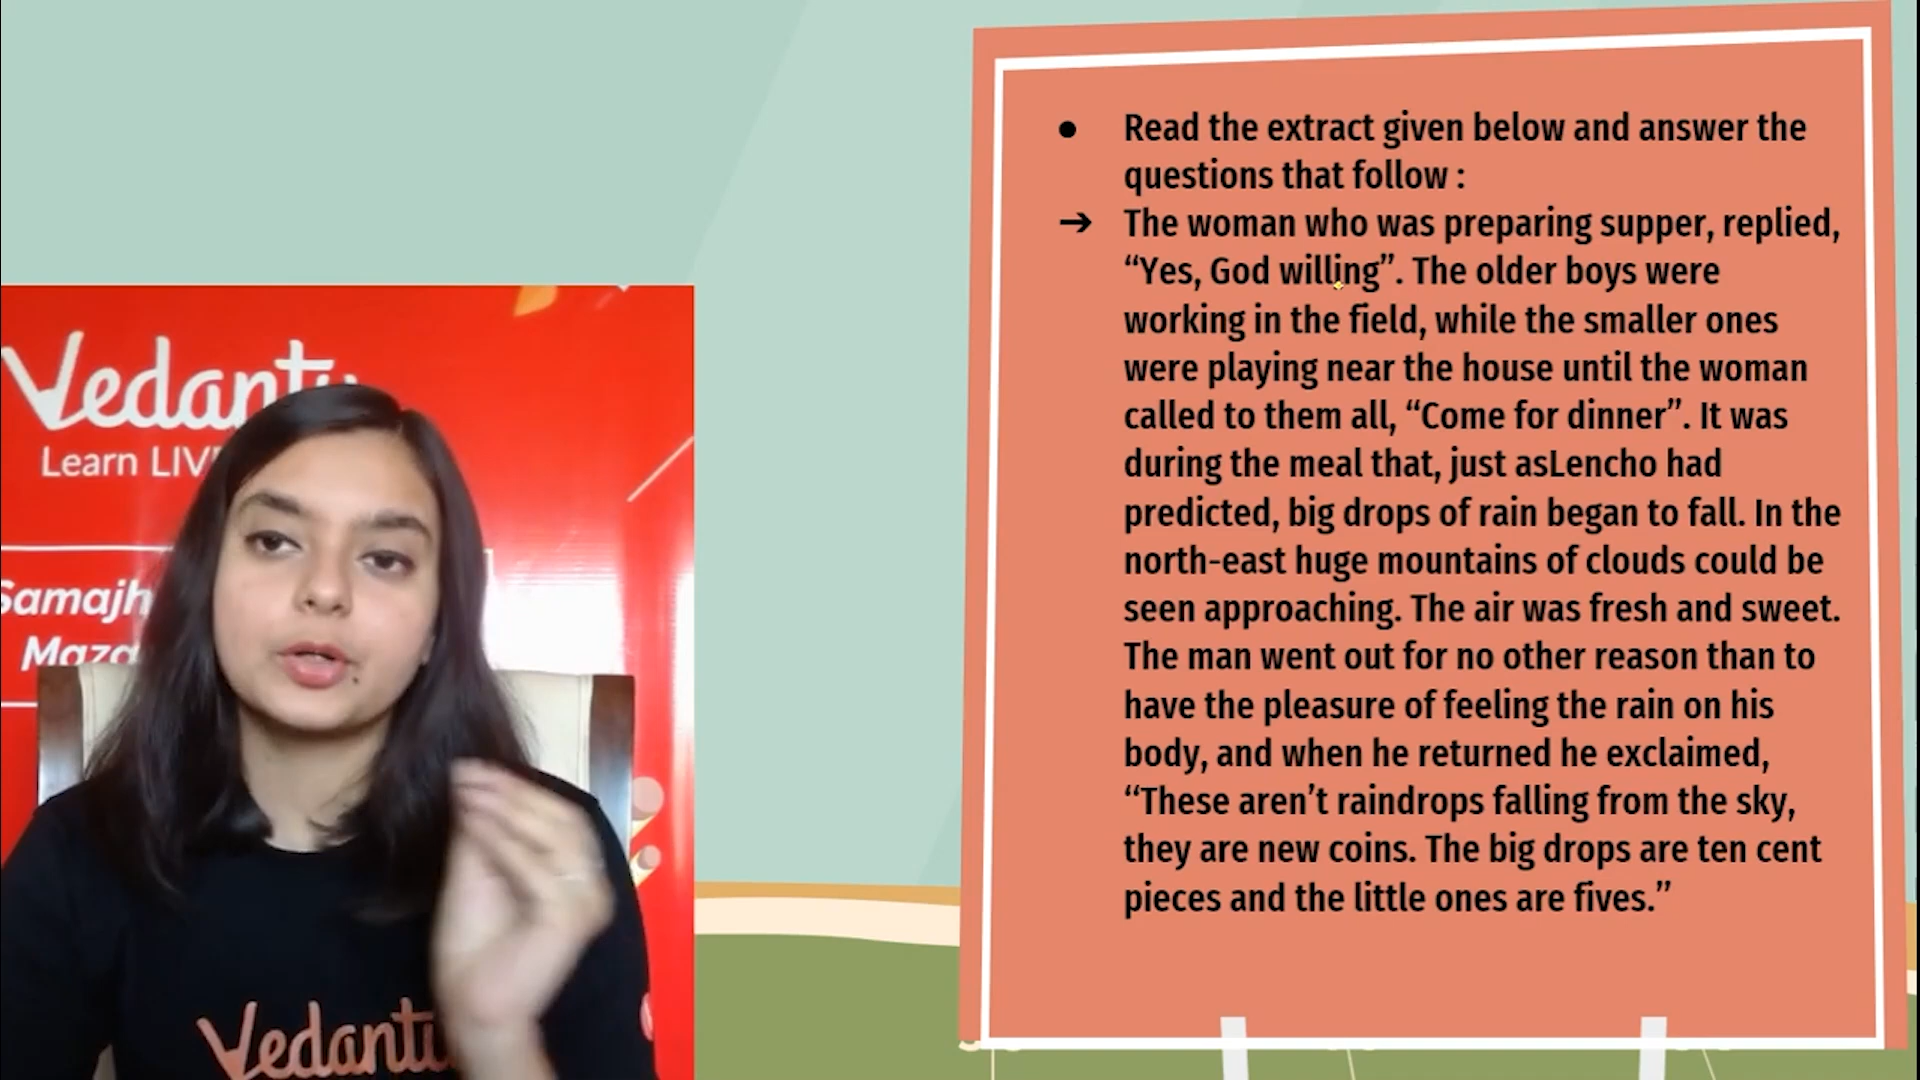 Vedantu
Learn LIV
Samajh
Maza
Vedantu
● Read the extract given below and answer the
questions that follow :
➔ The woman who was preparing supper, replied,
“Yes, God willing”. The older boys were
working in the field, while the smaller ones
were playing near the house until the woman
called to them all, “Come for dinner”. It was
during the meal that, just asLencho had
predicted, big drops of rain began to fall. In the
north-east huge mountains of clouds could be
seen approaching. The air was fresh and sweet.
The man went out for no other reason than to
have the pleasure of feeling the rain on his
body, and when he returned he exclaimed,
“These aren’t raindrops falling from the sky,
they are new coins. The big drops are ten cent
pieces and the little ones are fives.”